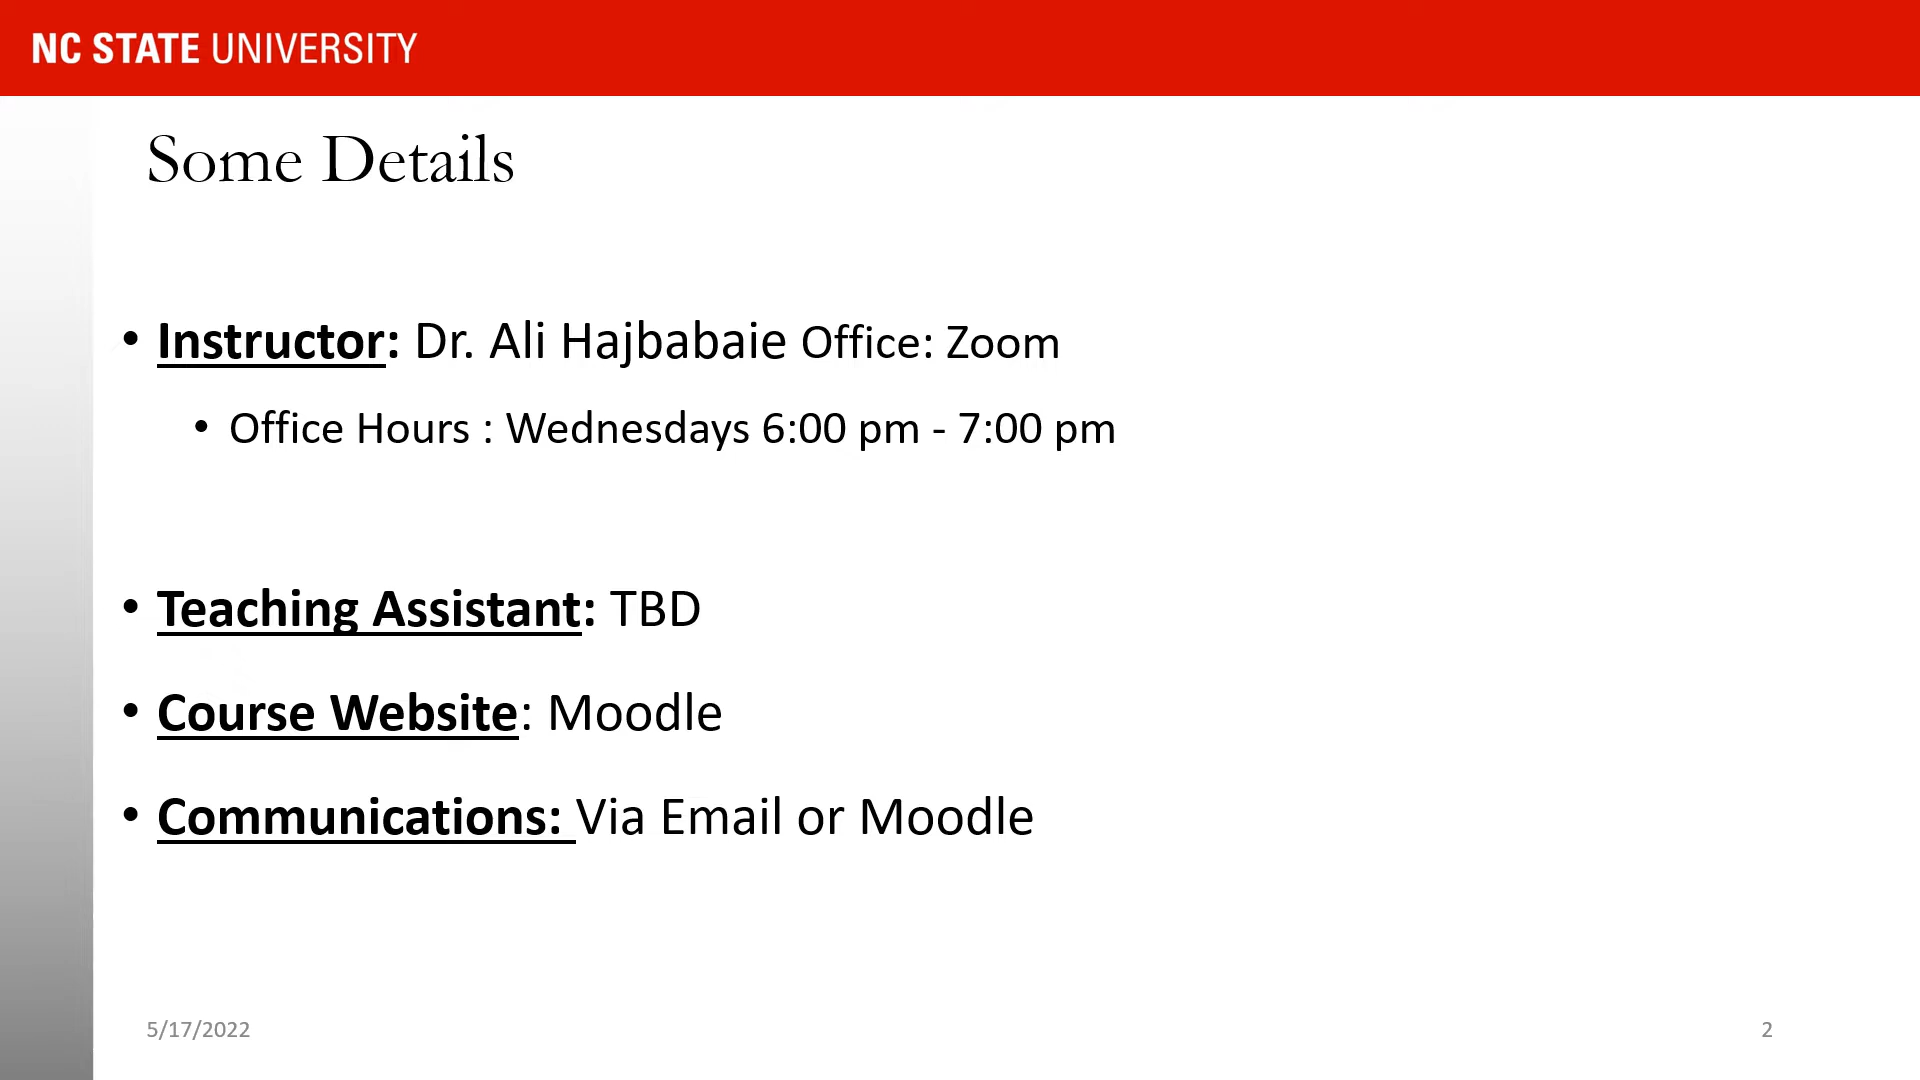 NC STATE UNIVERSITY
Some Details
• Instructor: Dr. Ali Hajbabaie Office: Zoom
• Office Hours : Wednesdays 6:00 pm - 7:00 pm
• Teaching Assistant: TBD
• Course Website: Moodle
• Communications: Via Email or Moodle
5/17/2022
2